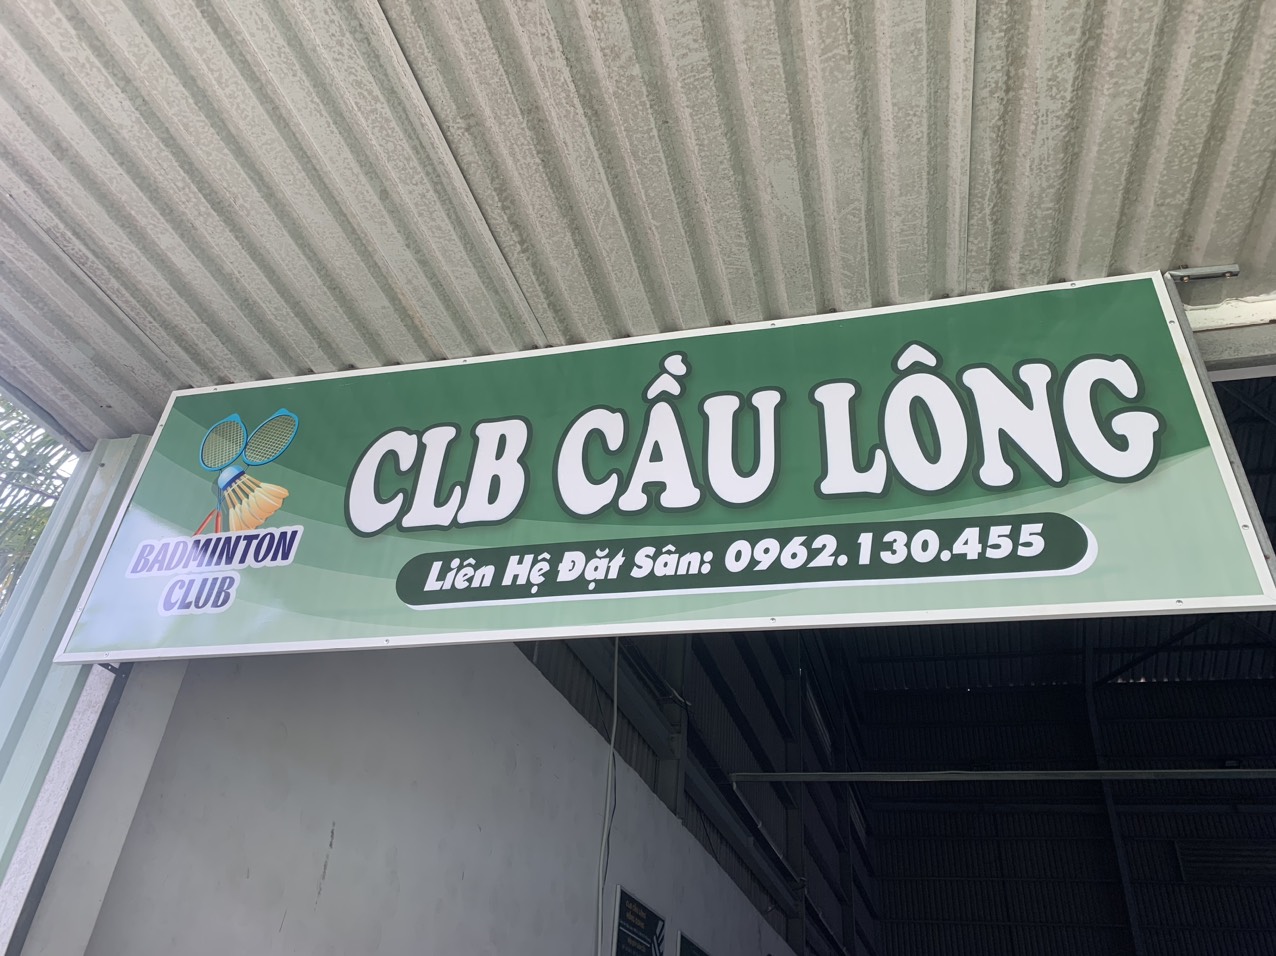 CLB CẦU LÔNG
Liên Hệ Đặt Sân: 0962.130.455
BADMINTON
CLUB